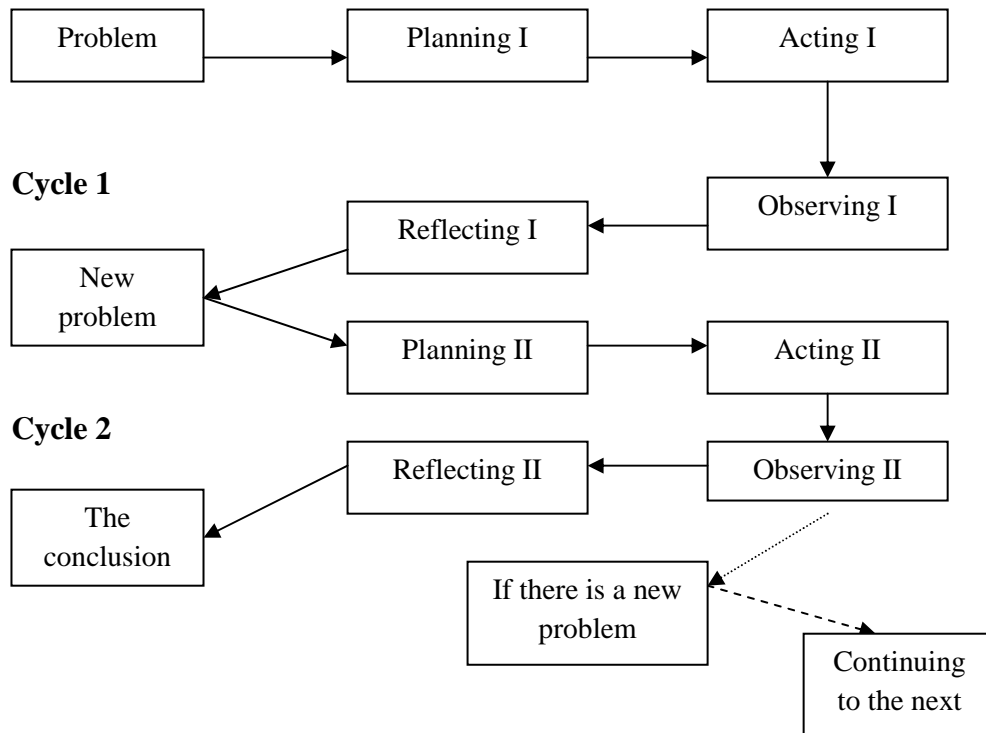 Problem
Planning I
Acting I
Cycle 1
Observing I
Reflecting I
New
problem
Planning II
Acting II
Cycle 2
Reflecting II
Observing II
The
conclusion
If there is a new
problem
Continuing
to the next